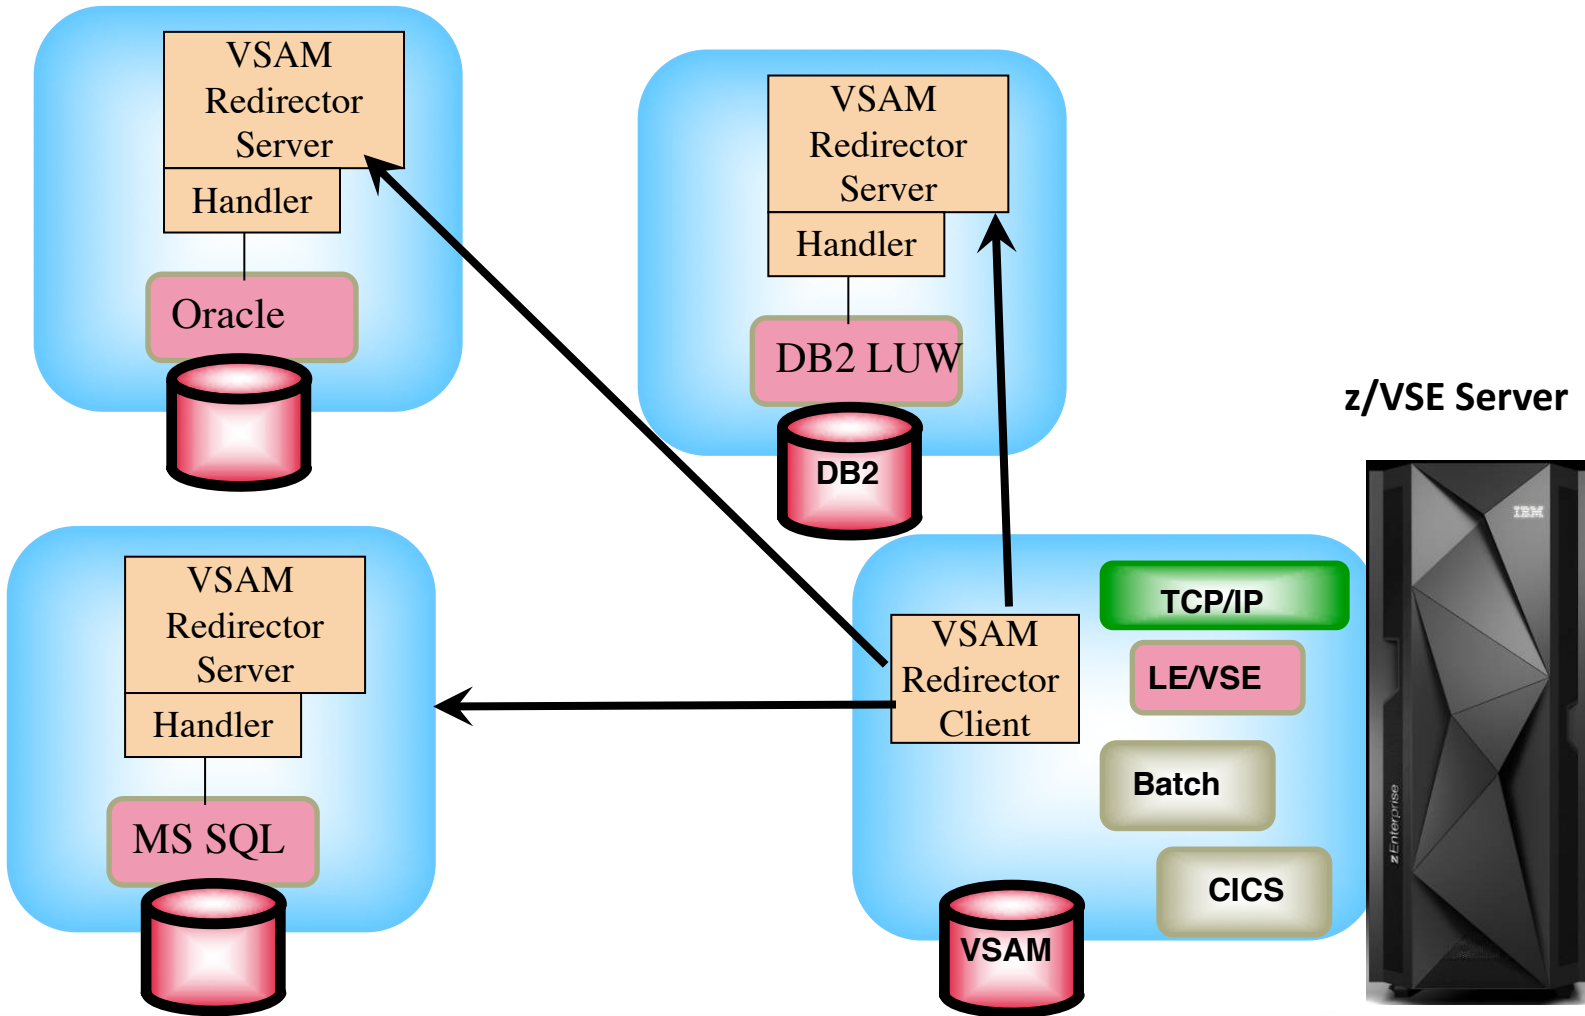 VSAM
Redirector
Server
Handler
Oracle
VSAM
Redirector
Server
Handler
DB2 LUW
DB2
z/VSE Server
IBM
zEnterprise
VSAM
Redirector
Server
Handler
MS SQL
VSAM
Redirector
Client
TCP/IP
LE/VSE
Batch
CICS
VSAM